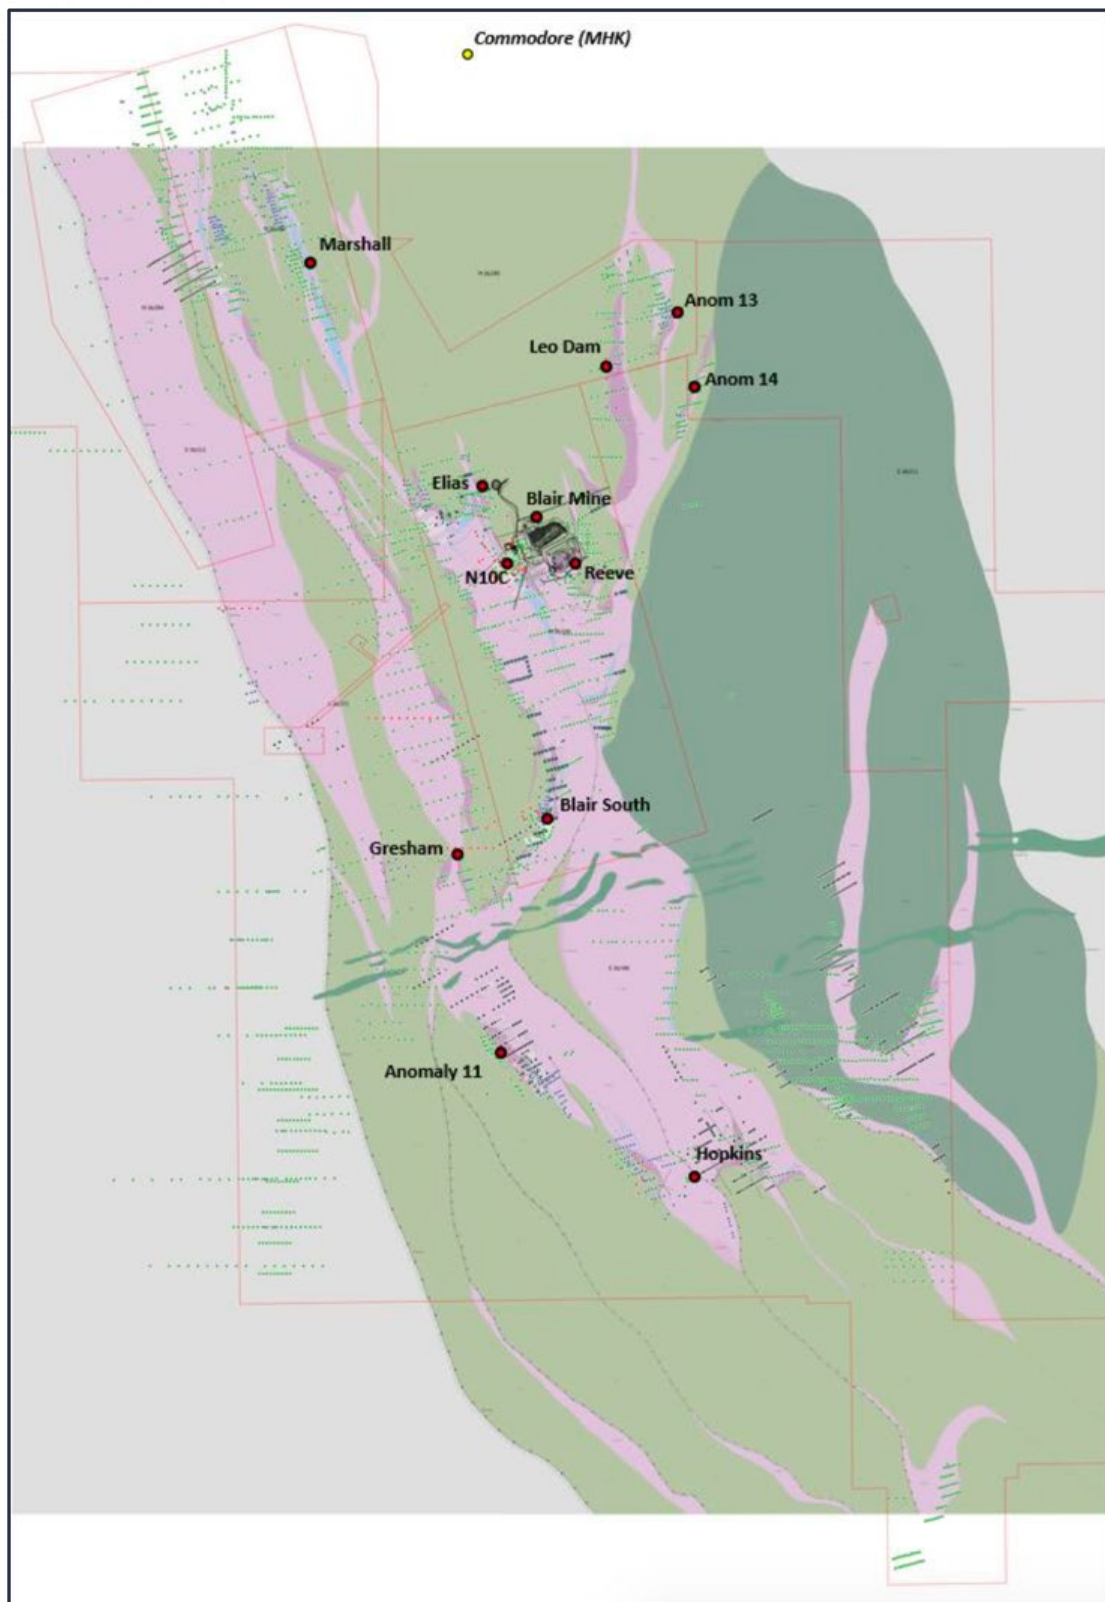 Commodore (MHK)
Marshall
Anom 13
Leo Dam
Anom 14
Elias
Blair Mine
N10C
Reeve
Blair South
Gresham
Anomaly 11
Hopkins